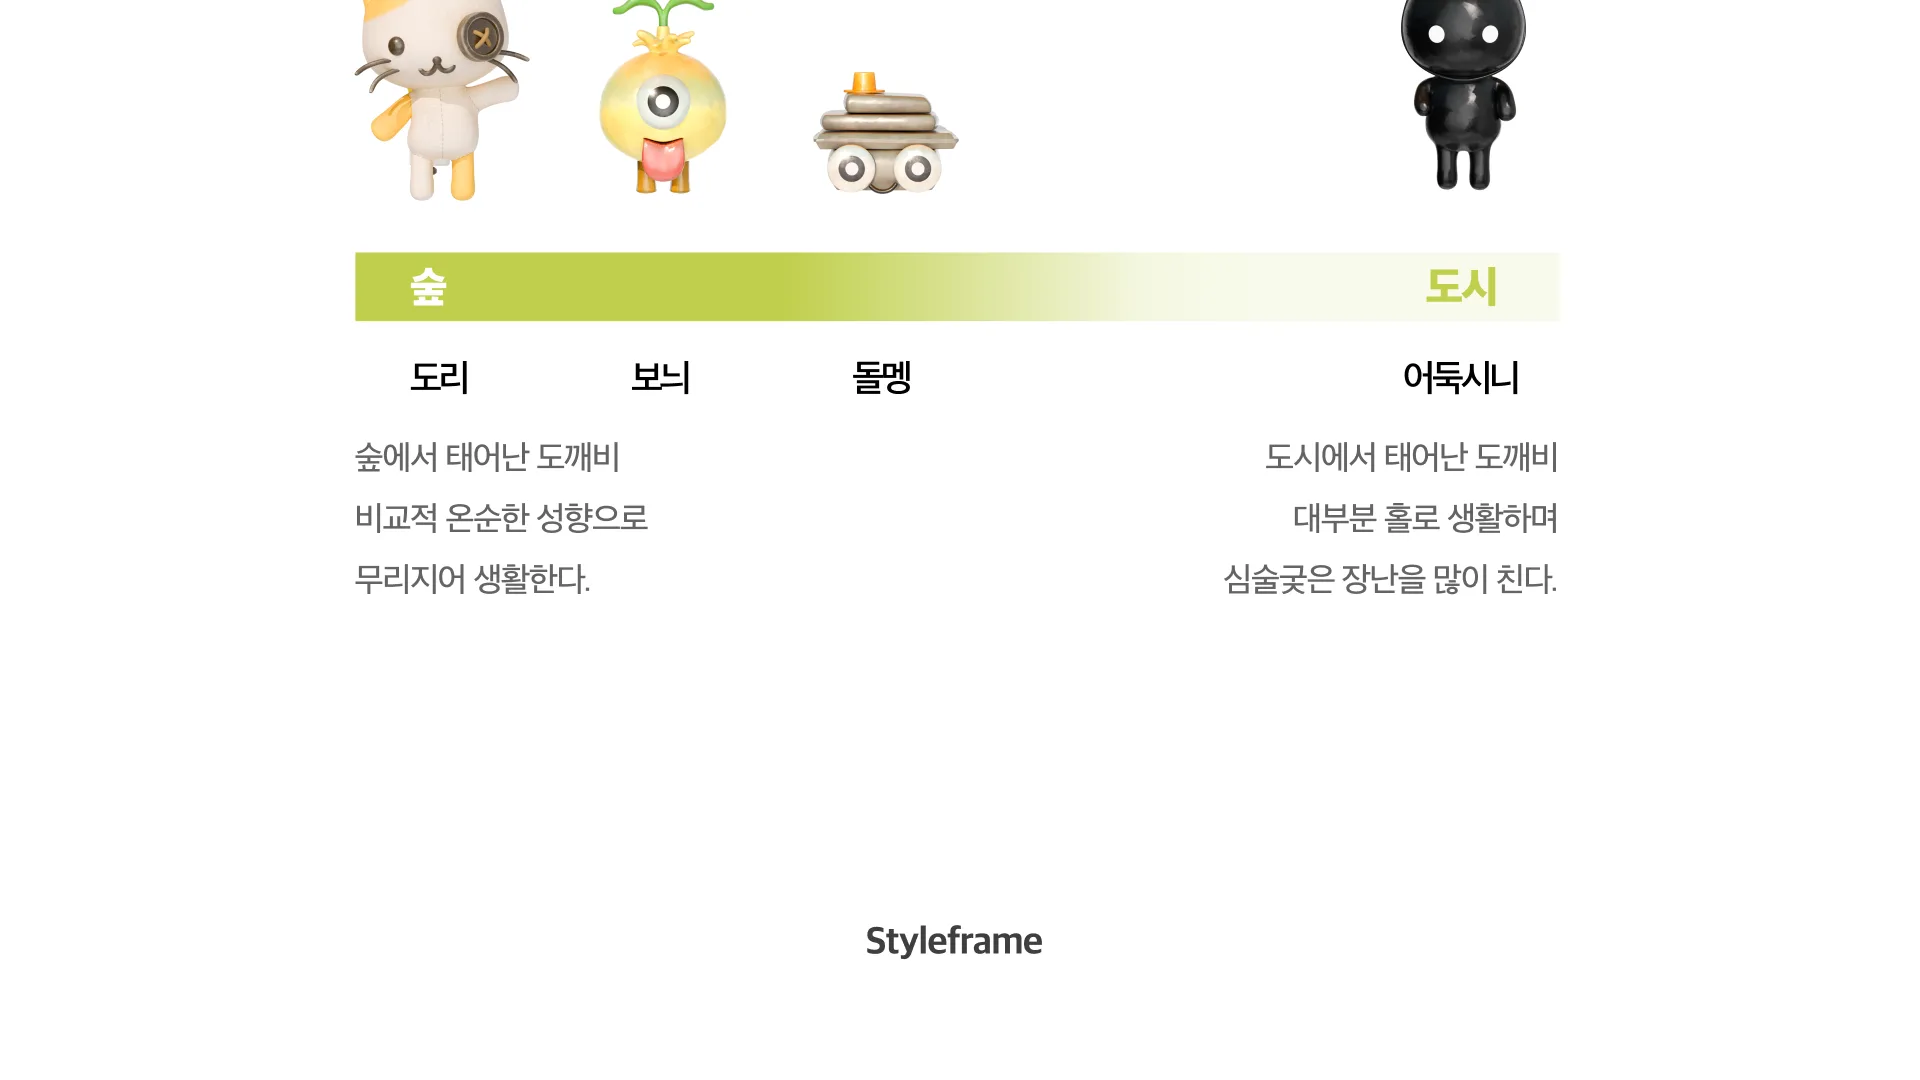 숲
도시
도리
보늬
돌멩
어둑시니
숲에서 태어난 도깨비
비교적 온순한 성향으로
무리지어 생활한다.
도시에서 태어난 도깨비
대부분 홀로 생활하며
심술궂은 장난을 많이 친다.
Styleframe